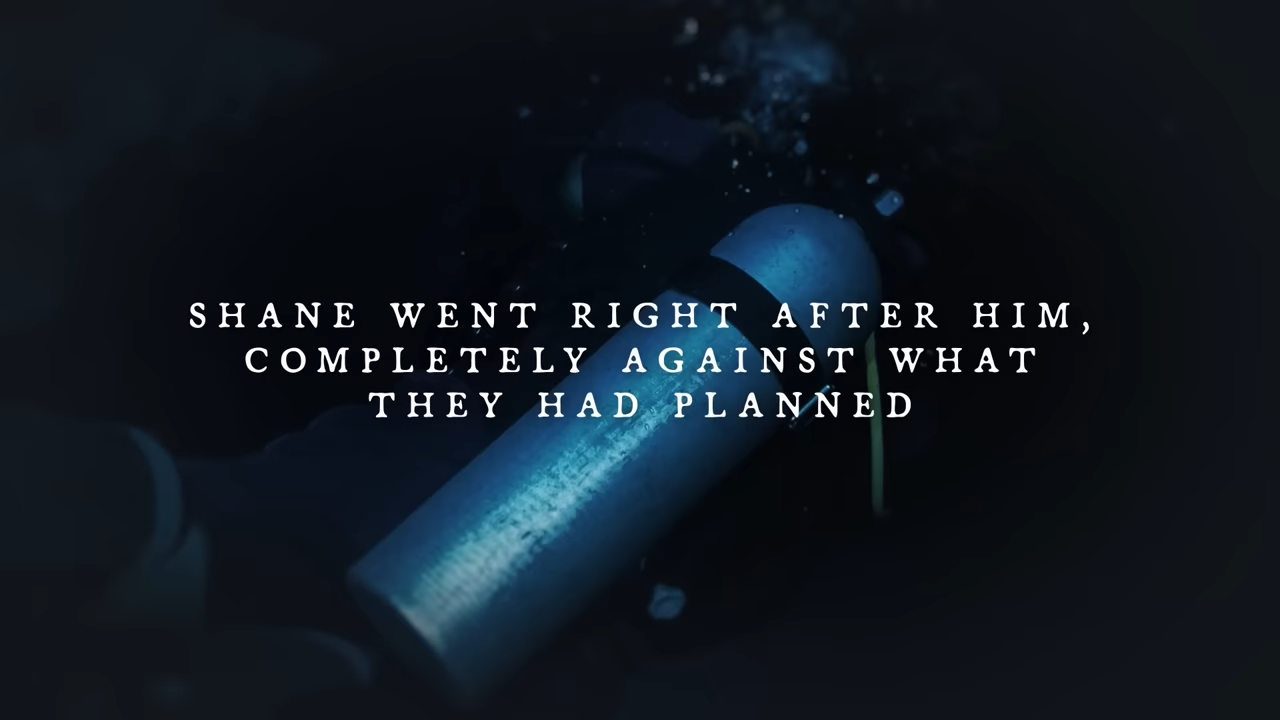 SHANE WENT RIGHT AFTER HIM,
COMPLETELY AGAINST WHAT
THEY HAD PLANNED